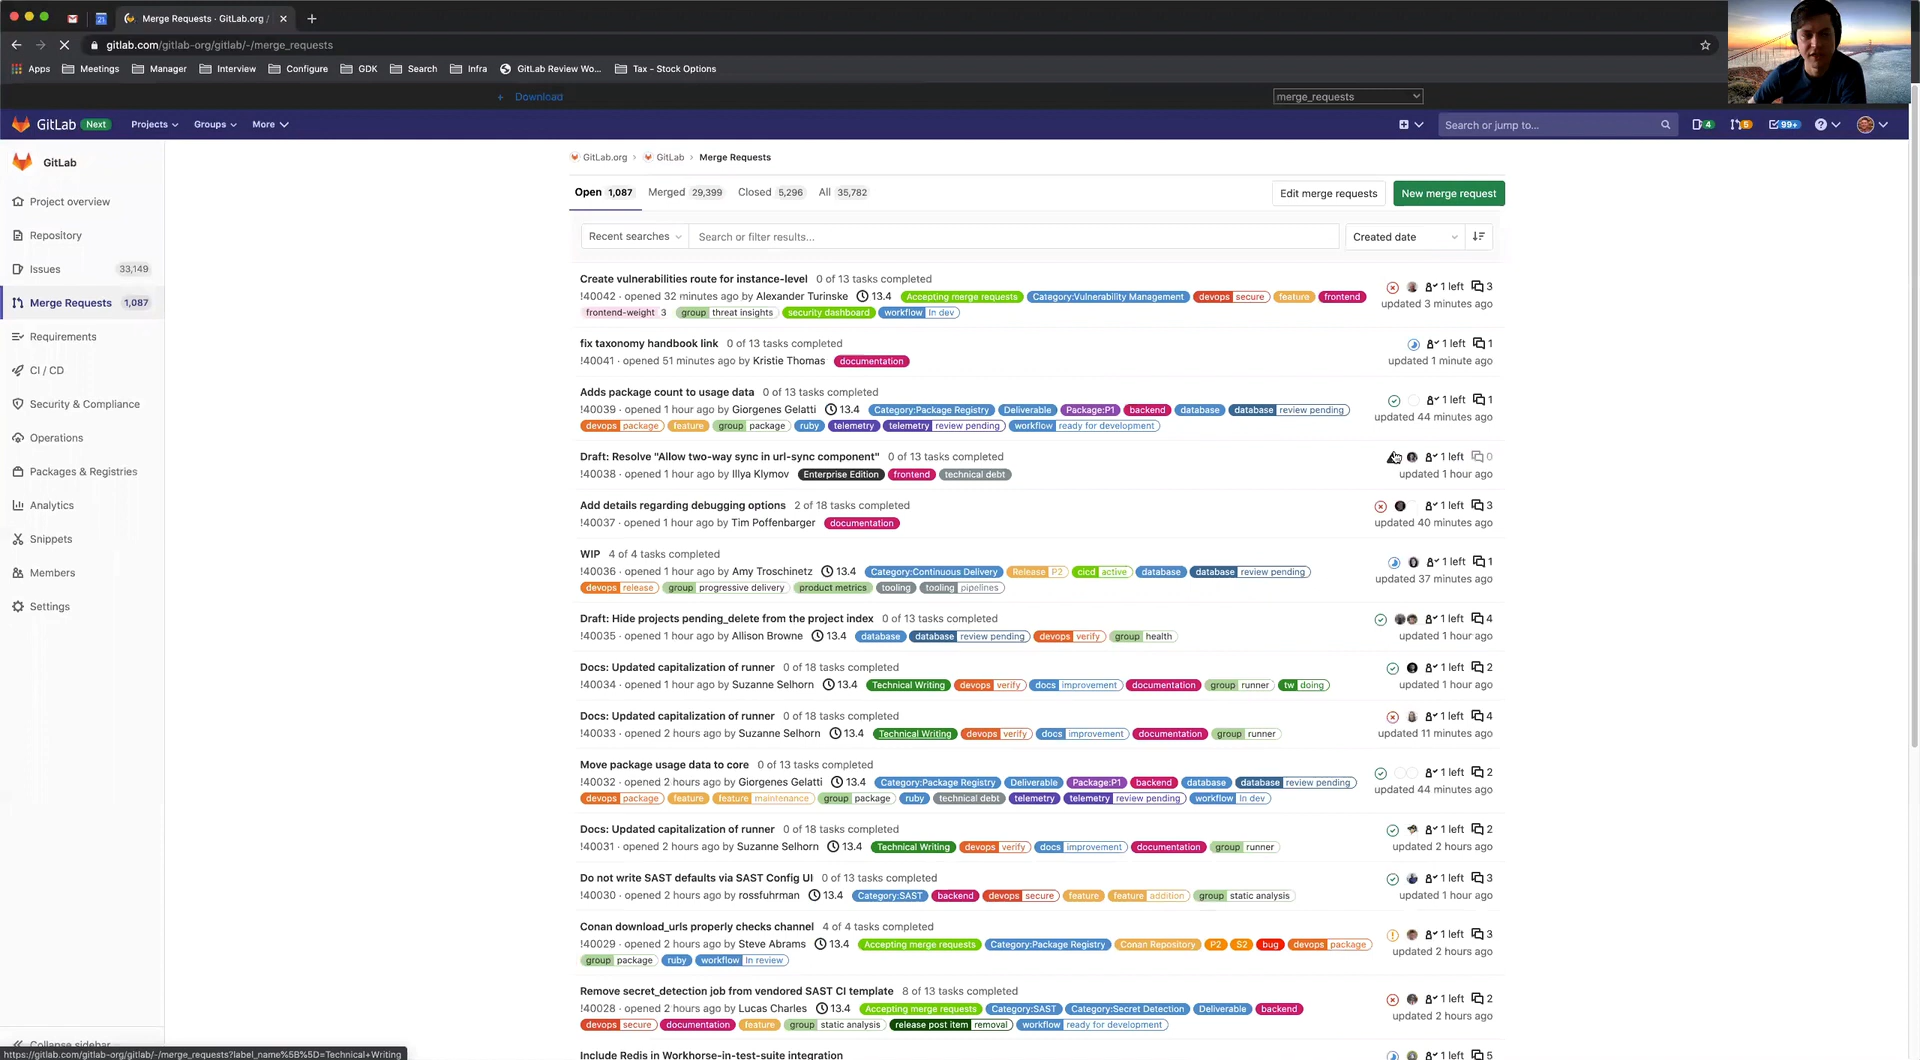 Merge Requests · GitLab.org /
gitlab.com/gitlab-org/gitlab/-/merge_requests
Apps Meetings Manager Interview Configure GDK Search Infra GitLab Review Wo... Tax - Stock Options
+ Download merge_requests
GitLab Next Projects Groups More Search or jump to... 4 5 99+
GitLab
GitLab.org › GitLab › Merge Requests
Project overview
Repository
Issues 33,149
Merge Requests 1,087
Requirements
CI / CD
Security & Compliance
Operations
Packages & Registries
Analytics
Snippets
Members
Settings
Collapse sidebar
Open 1,087 Merged 29,399 Closed 5,296 All 35,782 Edit merge requests New merge request
Recent searches Search or filter results... Created date
Create vulnerabilities route for instance-level 0 of 13 tasks completed 1 left 3
!40042 · opened 32 minutes ago by Alexander Turinske 13.4 Accepting merge requests Category:Vulnerability Management devops secure feature frontend updated 3 minutes ago
frontend-weight 3 group threat insights security dashboard workflow In dev
fix taxonomy handbook link 0 of 13 tasks completed 1 left 1
!40041 · opened 51 minutes ago by Kristie Thomas documentation updated 1 minute ago
Adds package count to usage data 0 of 13 tasks completed 1 left 1
!40039 · opened 1 hour ago by Giorgenes Gelatti 13.4 Category:Package Registry Deliverable Package:P1 backend database database review pending updated 44 minutes ago
devops package feature group package ruby telemetry telemetry review pending workflow ready for development
Draft: Resolve "Allow two-way sync in url-sync component" 0 of 13 tasks completed 1 left 0
!40038 · opened 1 hour ago by Illya Klymov Enterprise Edition frontend technical debt updated 1 hour ago
Add details regarding debugging options 2 of 18 tasks completed 1 left 3
!40037 · opened 1 hour ago by Tim Poffenbarger documentation updated 40 minutes ago
WIP 4 of 4 tasks completed 1 left 1
!40036 · opened 1 hour ago by Amy Troschinetz 13.4 Category:Continuous Delivery Release P2 cicd active database database review pending updated 37 minutes ago
devops release group progressive delivery product metrics tooling tooling pipelines
Draft: Hide projects pending_delete from the project index 0 of 13 tasks completed 1 left 4
!40035 · opened 1 hour ago by Allison Browne 13.4 database database review pending devops verify group health updated 1 hour ago
Docs: Updated capitalization of runner 0 of 18 tasks completed 1 left 2
!40034 · opened 1 hour ago by Suzanne Selhorn 13.4 Technical Writing devops verify docs improvement documentation group runner tw doing updated 1 hour ago
Docs: Updated capitalization of runner 0 of 18 tasks completed 1 left 4
!40033 · opened 2 hours ago by Suzanne Selhorn 13.4 Technical Writing devops verify docs improvement documentation group runner updated 11 minutes ago
Move package usage data to core 0 of 13 tasks completed 1 left 2
!40032 · opened 2 hours ago by Giorgenes Gelatti 13.4 Category:Package Registry Deliverable Package:P1 backend database database review pending updated 44 minutes ago
devops package feature feature maintenance group package ruby technical debt telemetry telemetry review pending workflow In dev
Docs: Updated capitalization of runner 0 of 18 tasks completed 1 left 2
!40031 · opened 2 hours ago by Suzanne Selhorn 13.4 Technical Writing devops verify docs improvement documentation group runner updated 2 hours ago
Do not write SAST defaults via SAST Config UI 0 of 13 tasks completed 1 left 3
!40030 · opened 2 hours ago by rossfuhrman 13.4 Category:SAST backend devops secure feature feature addition group static analysis updated 1 hour ago
Conan download_urls properly checks channel 4 of 4 tasks completed 1 left 3
!40029 · opened 2 hours ago by Steve Abrams 13.4 Accepting merge requests Category:Package Registry Conan Repository P2 S2 bug devops package updated 2 hours ago
group package ruby workflow In review
Remove secret_detection job from vendored SAST CI template 8 of 13 tasks completed 1 left 2
!40028 · opened 2 hours ago by Lucas Charles 13.4 Accepting merge requests Category:SAST Category:Secret Detection Deliverable backend updated 2 hours ago
devops secure documentation feature group static analysis release post item removal workflow ready for development
Include Redis in Workhorse-in-test-suite integration 1 left 5
https://gitlab.com/gitlab-org/gitlab/-/merge_requests?label_name%5B%5D=Technical+Writing